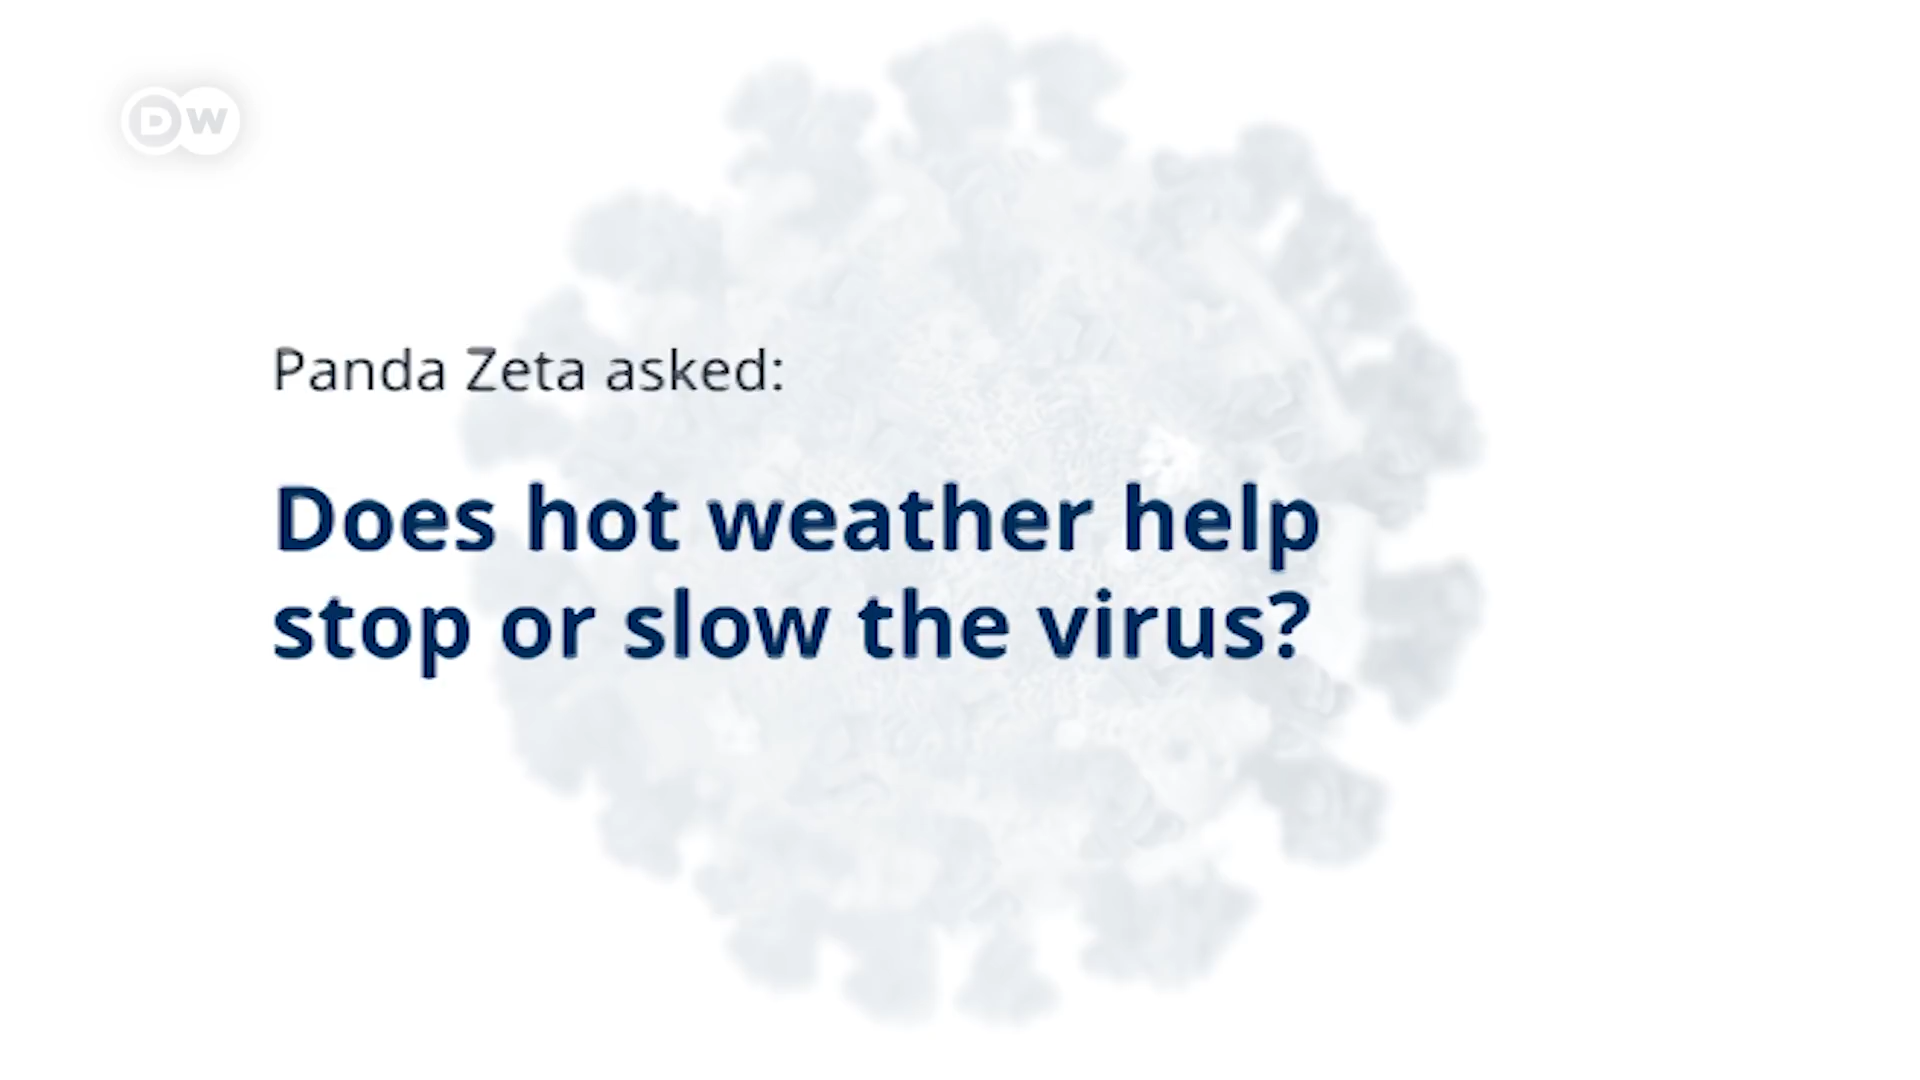 DW
Panda Zeta asked:
Does hot weather help
stop or slow the virus?